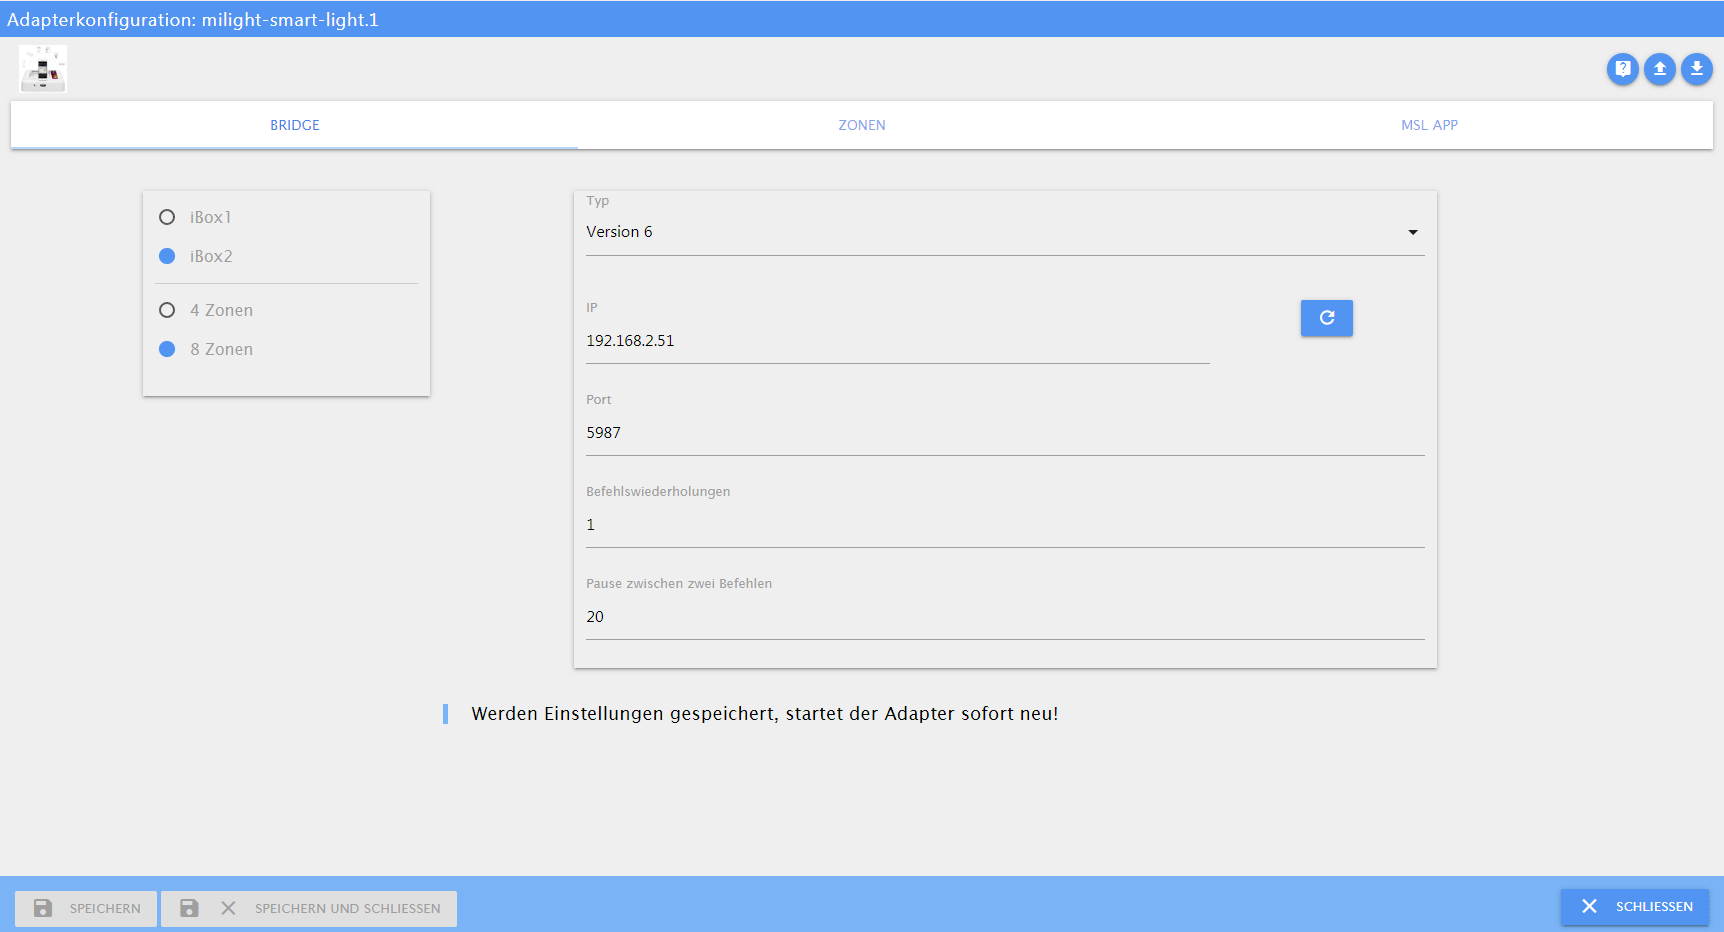 Adapterkonfiguration: milight-smart-light.1
BRIDGE
ZONEN
MSL APP
iBox1
iBox2
4 Zonen
8 Zonen
Typ
Version 6
IP
192.168.2.51
Port
5987
Befehlswiederholungen
1
Pause zwischen zwei Befehlen
20
Werden Einstellungen gespeichert, startet der Adapter sofort neu!
SPEICHERN
SPEICHERN UND SCHLIESSEN
SCHLIESSEN